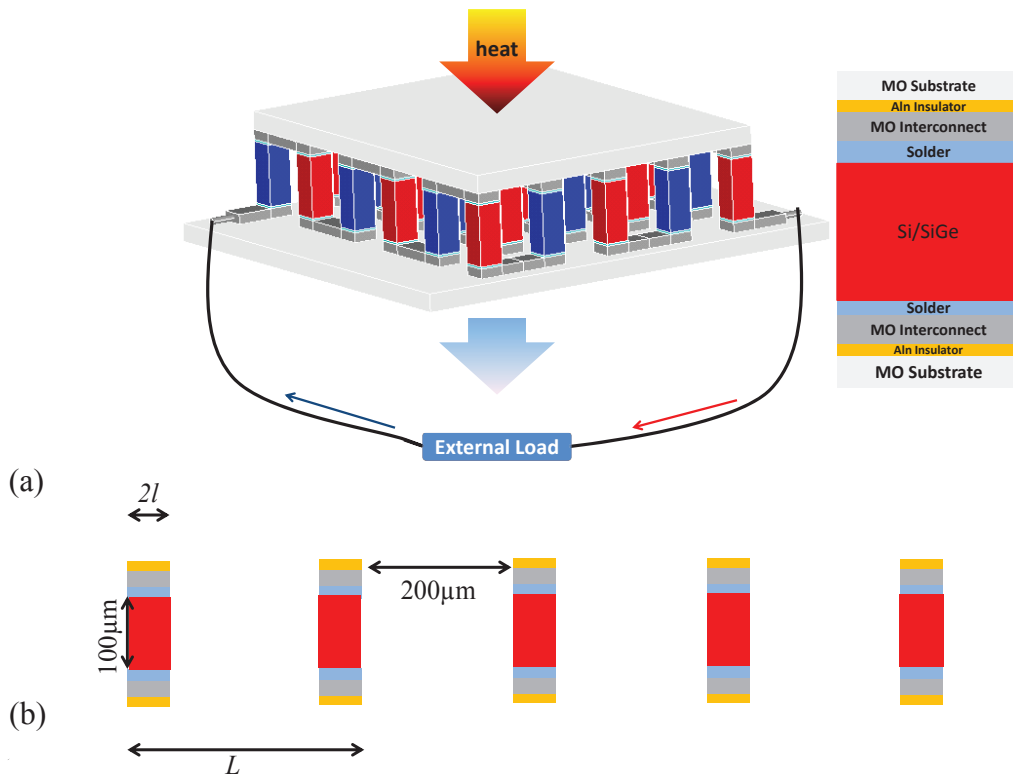 heat
MO Substrate
Aln Insulator
MO Interconnect
Solder
Si/SiGe
Solder
MO Interconnect
Aln Insulator
MO Substrate
External Load
(a)
2l
200μm
100μm
(b)
L